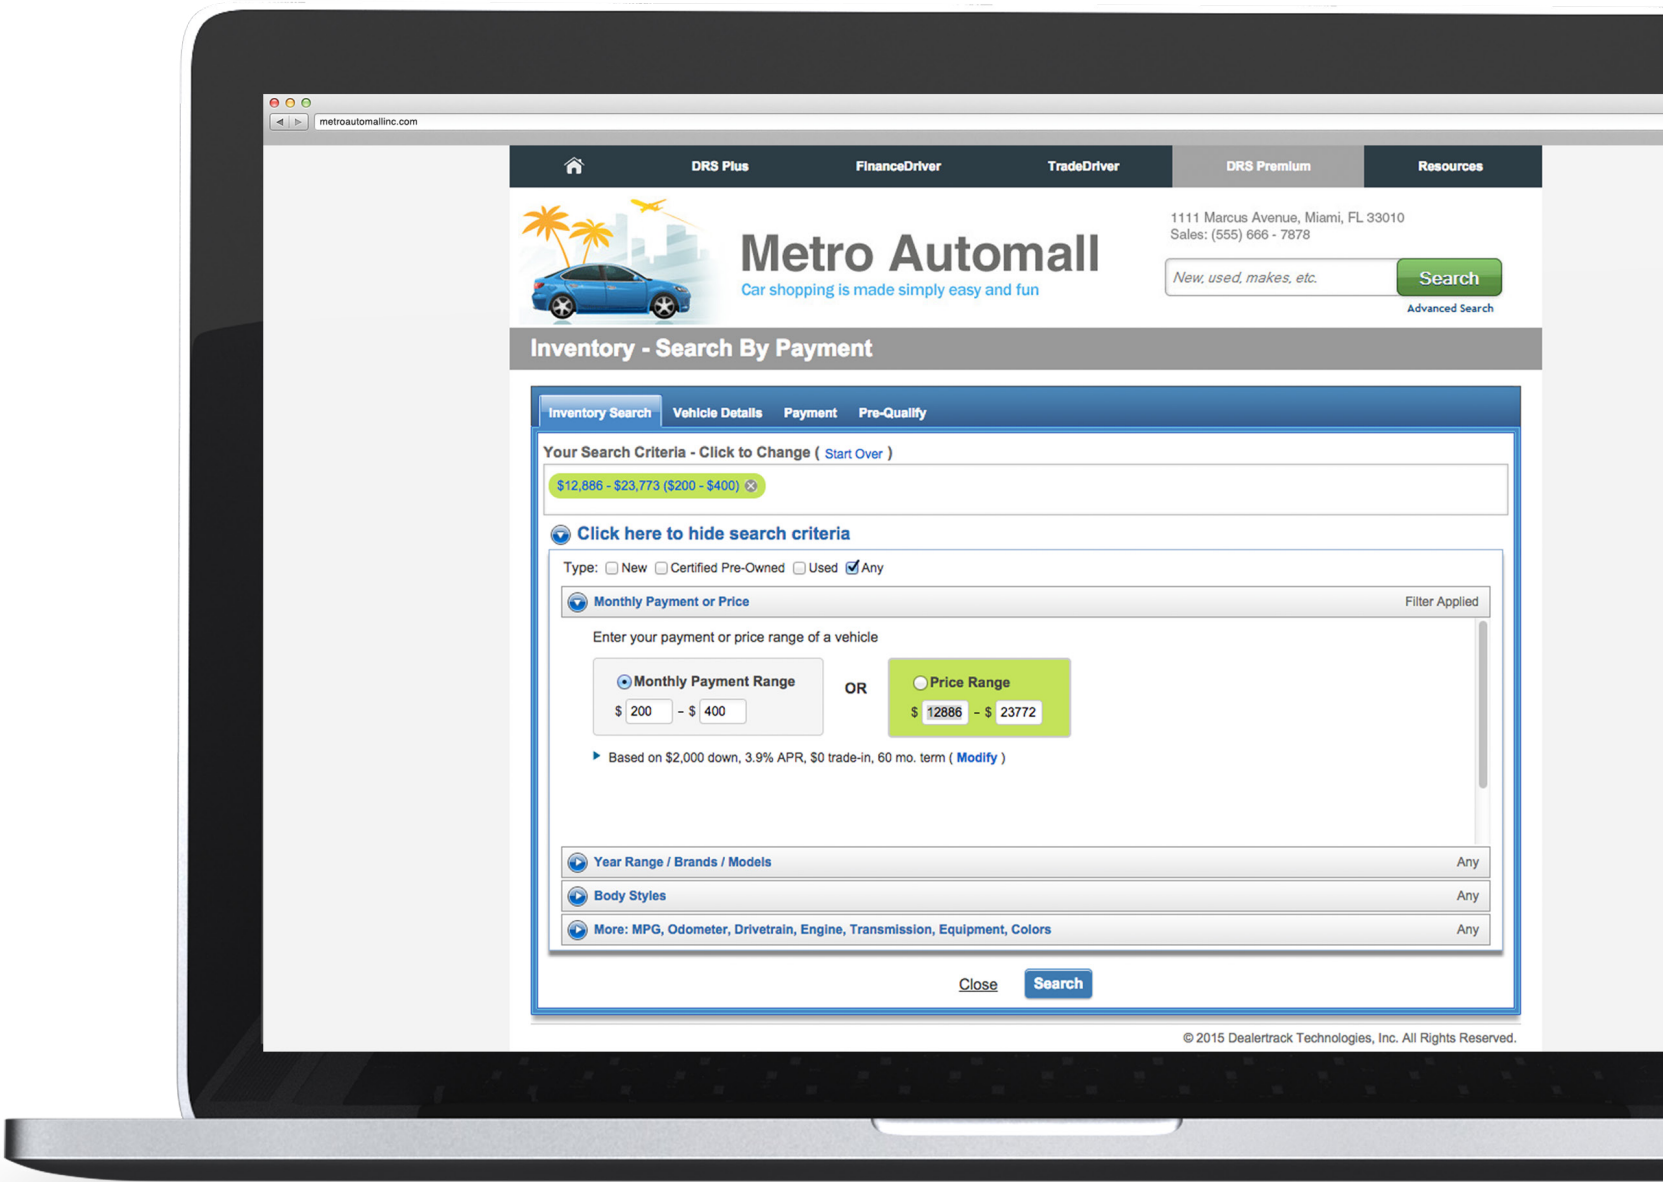 metroautomallinc.com
DRS Plus FinanceDriver TradeDriver DRS Premium Resources
1111 Marcus Avenue, Miami, FL 33010
Sales: (555) 666 - 7878
Metro Automall
Car shopping is made simply easy and fun
New, used, makes, etc. Search
Advanced Search
Inventory - Search By Payment
Inventory Search Vehicle Details Payment Pre-Qualify
Your Search Criteria - Click to Change ( Start Over )
$12,886 - $23,773 ($200 - $400)
Click here to hide search criteria
Type: New Certified Pre-Owned Used Any
Monthly Payment or Price Filter Applied
Enter your payment or price range of a vehicle
Monthly Payment Range OR Price Range
$ 200 - $ 400 $ 12886 - $ 23772
Based on $2,000 down, 3.9% APR, $0 trade-in, 60 mo. term ( Modify )
Year Range / Brands / Models Any
Body Styles Any
More: MPG, Odometer, Drivetrain, Engine, Transmission, Equipment, Colors Any
Close Search
© 2015 Dealertrack Technologies, Inc. All Rights Reserved.